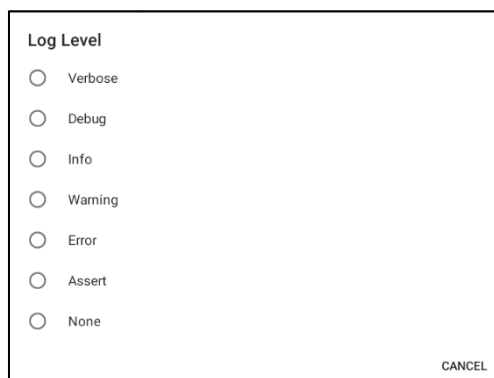 Log Level
Verbose
Debug
Info
Warning
Error
Assert
None
CANCEL